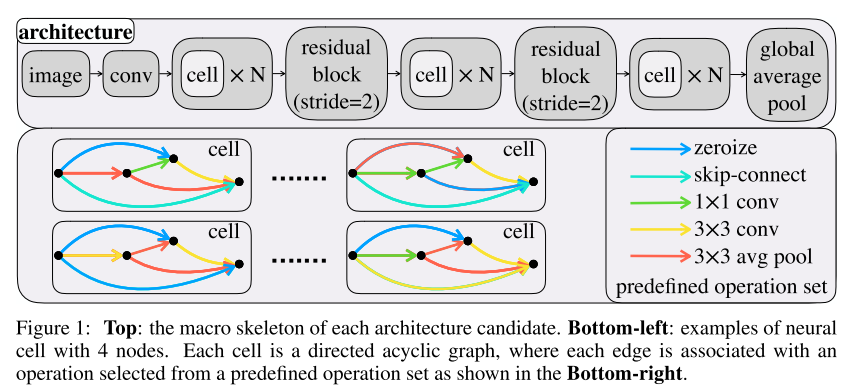 architecture
image
conv
cell × N
residual
block
(stride=2)
cell × N
residual
block
(stride=2)
cell × N
global
average
pool
cell
cell
cell
cell
zeroize
skip-connect
1×1 conv
3×3 conv
3×3 avg pool
predefined operation set
Figure 1: Top: the macro skeleton of each architecture candidate. Bottom-left: examples of neural
cell with 4 nodes. Each cell is a directed acyclic graph, where each edge is associated with an
operation selected from a predefined operation set as shown in the Bottom-right.